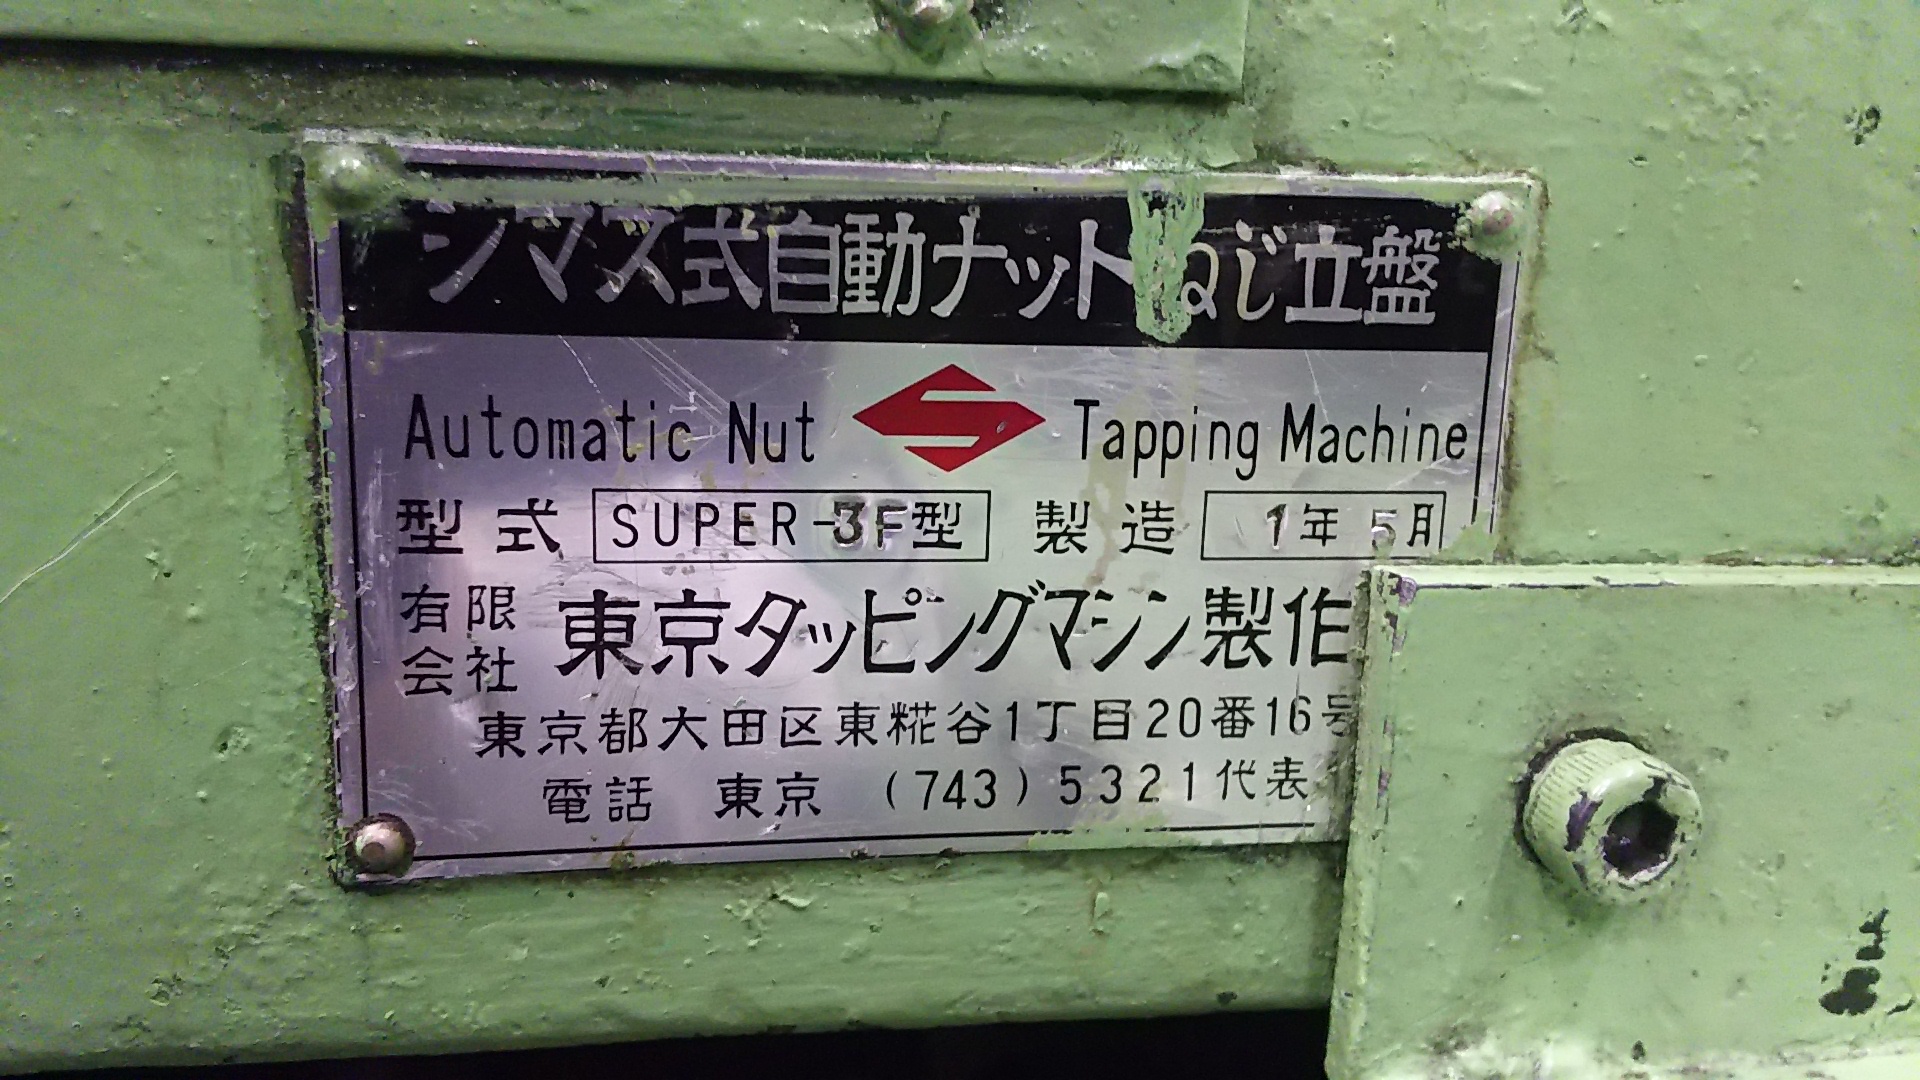 シマス式自動ナットねじ立盤
Automatic Nut S Tapping Machine
型式 SUPER-3F型 製造 1年 5月
有限会社 東京タッピングマシン製作
東京都大田区東糀谷1丁目20番16号
電話 東京 (743) 5321代表